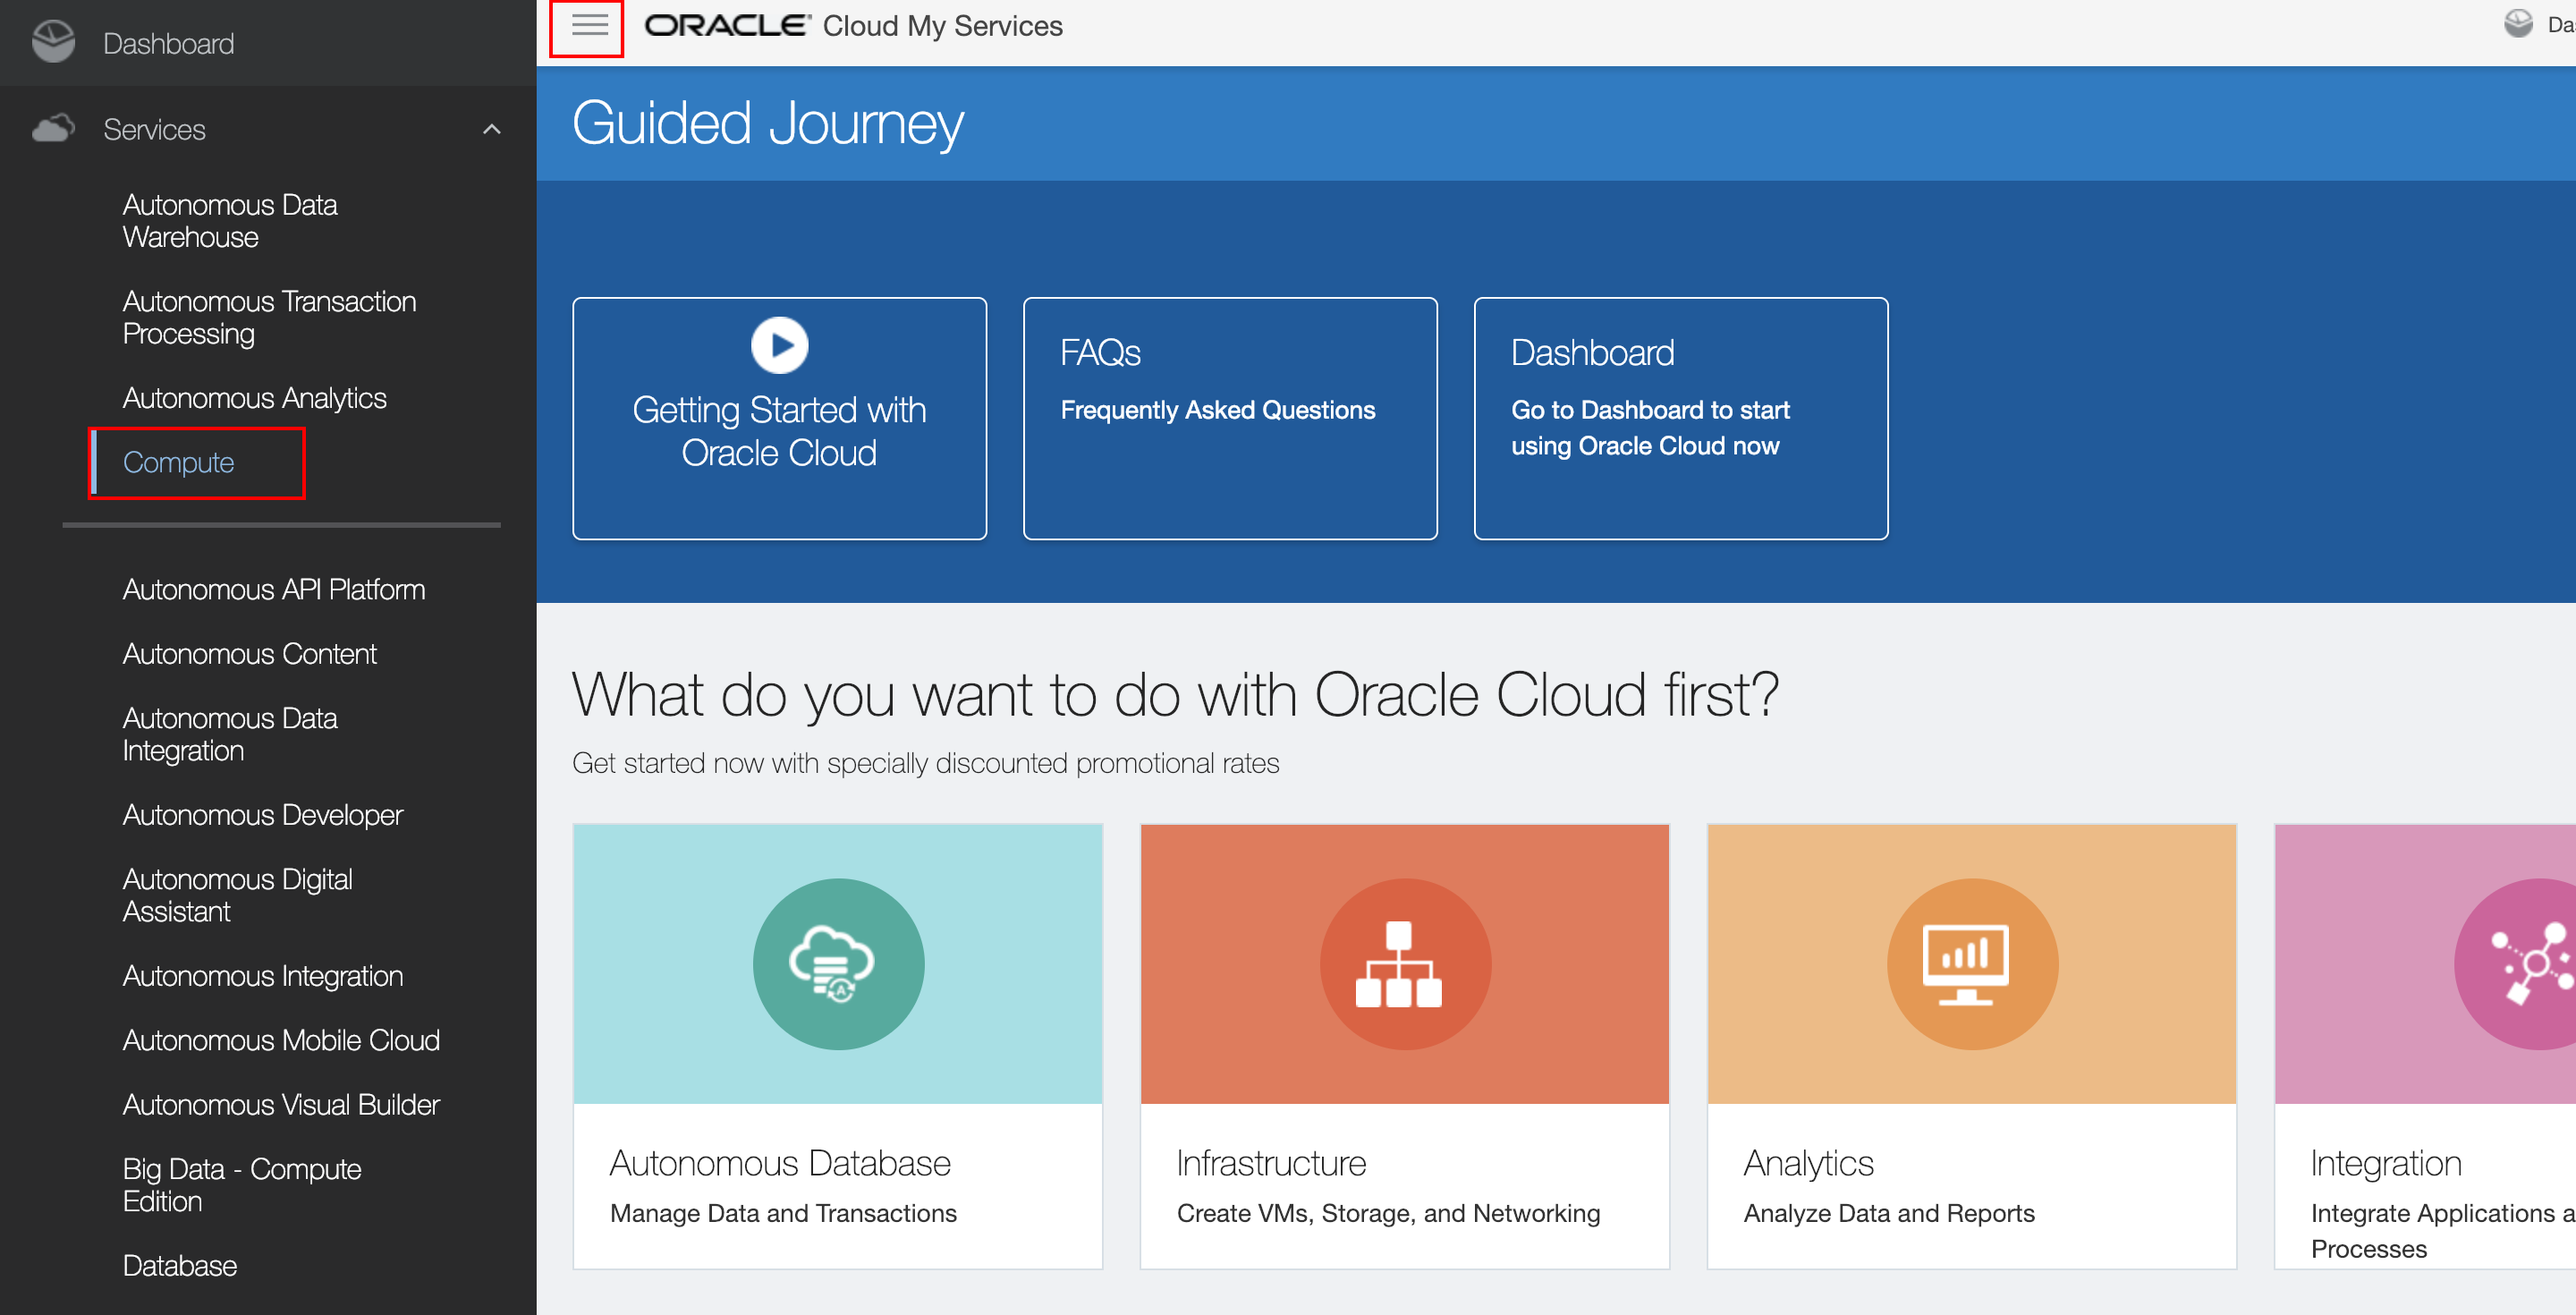 Dashboard
Services
Autonomous Data
Warehouse
Autonomous Transaction
Processing
Autonomous Analytics
Compute
Autonomous API Platform
Autonomous Content
Autonomous Data
Integration
Autonomous Developer
Autonomous Digital
Assistant
Autonomous Integration
Autonomous Mobile Cloud
Autonomous Visual Builder
Big Data - Compute
Edition
Database
ORACLE Cloud My Services
Da
Guided Journey
Getting Started with
Oracle Cloud
FAQs
Frequently Asked Questions
Dashboard
Go to Dashboard to start
using Oracle Cloud now
What do you want to do with Oracle Cloud first?
Get started now with specially discounted promotional rates
A
Autonomous Database
Manage Data and Transactions
Infrastructure
Create VMs, Storage, and Networking
Analytics
Analyze Data and Reports
Integration
Integrate Applications a
Processes